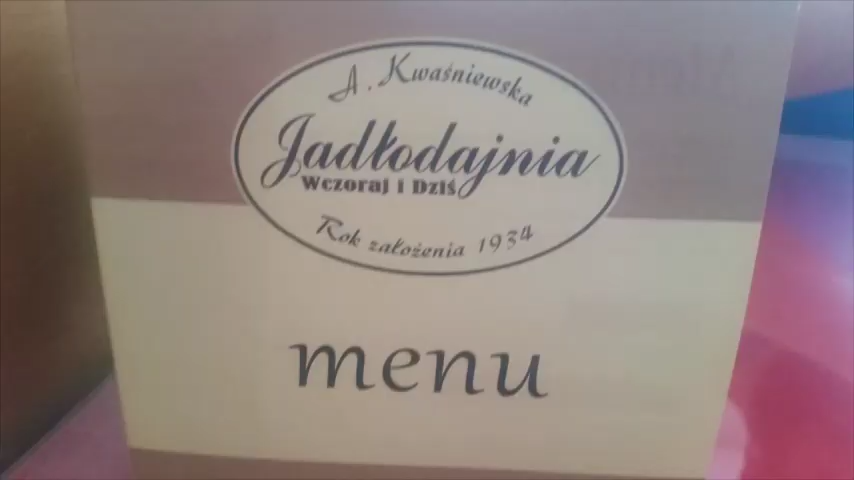 A. Kwaśniewska
Jadłodajnia
Wczoraj i Dziś
Rok założenia 1934
menu